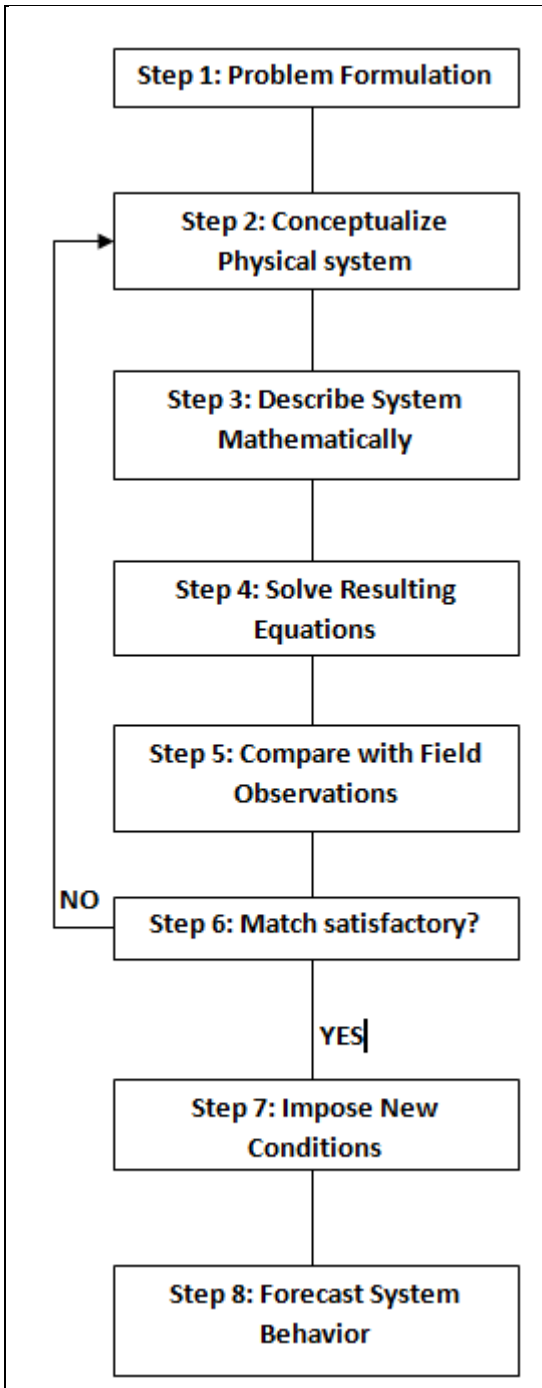 Step 1: Problem Formulation
Step 2: Conceptualize
Physical system
Step 3: Describe System
Mathematically
Step 4: Solve Resulting
Equations
Step 5: Compare with Field
Observations
NO
Step 6: Match satisfactory?
YES
Step 7: Impose New
Conditions
Step 8: Forecast System
Behavior